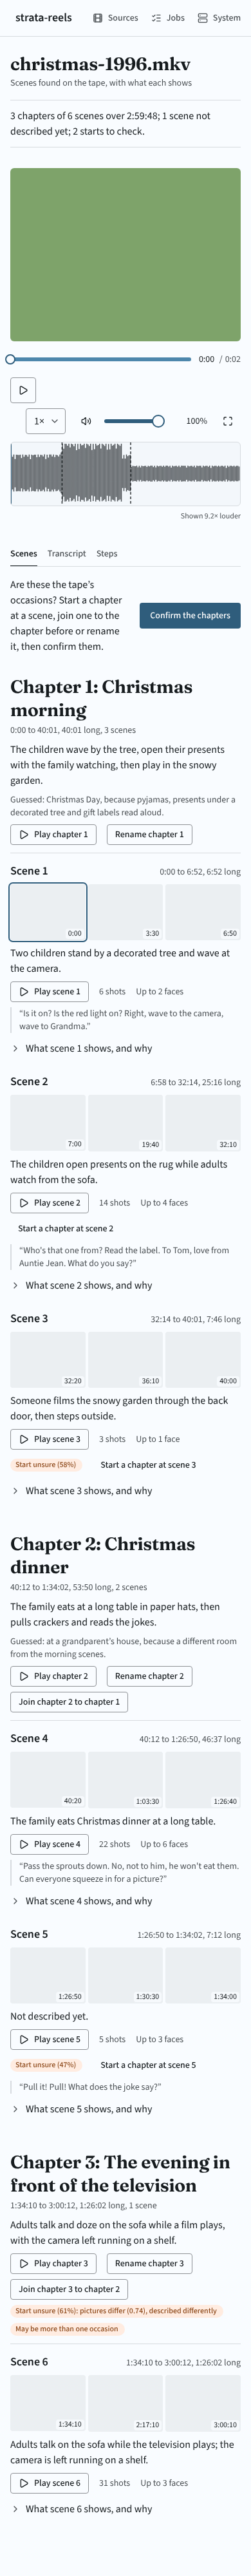 strata-reels Sources Jobs System
christmas-1996.mkv
Scenes found on the tape, with what each shows
3 chapters of 6 scenes over 2:59:48; 1 scene not
described yet; 2 starts to check.
0:00 / 0:02
1× 100%
Shown 9.2× louder
Scenes Transcript Steps
Are these the tape's
occasions? Start a chapter
at a scene, join one to the
chapter before or rename
it, then confirm them.
Confirm the chapters
Chapter 1: Christmas
morning
0:00 to 40:01, 40:01 long, 3 scenes
The children wave by the tree, open their presents
with the family watching, then play in the snowy
garden.
Guessed: Christmas Day, because pyjamas, presents under a
decorated tree and gift labels read aloud.
Play chapter 1 Rename chapter 1
Scene 1 0:00 to 6:52, 6:52 long
0:00 3:30 6:50
Two children stand by a decorated tree and wave at
the camera.
Play scene 1 6 shots Up to 2 faces
“Is it on? Is the red light on? Right, wave to the camera,
wave to Grandma.”
What scene 1 shows, and why
Scene 2 6:58 to 32:14, 25:16 long
7:00 19:40 32:10
The children open presents on the rug while adults
watch from the sofa.
Play scene 2 14 shots Up to 4 faces
Start a chapter at scene 2
“Who's that one from? Read the label. To Tom, love from
Auntie Jean. What do you say?”
What scene 2 shows, and why
Scene 3 32:14 to 40:01, 7:46 long
32:20 36:10 40:00
Someone films the snowy garden through the back
door, then steps outside.
Play scene 3 3 shots Up to 1 face
Start unsure (58%) Start a chapter at scene 3
What scene 3 shows, and why
Chapter 2: Christmas
dinner
40:12 to 1:34:02, 53:50 long, 2 scenes
The family eats at a long table in paper hats, then
pulls crackers and reads the jokes.
Guessed: at a grandparent's house, because a different room
from the morning scenes.
Play chapter 2 Rename chapter 2
Join chapter 2 to chapter 1
Scene 4 40:12 to 1:26:50, 46:37 long
40:20 1:03:30 1:26:40
The family eats Christmas dinner at a long table.
Play scene 4 22 shots Up to 6 faces
“Pass the sprouts down. No, not to him, he won't eat them.
Can everyone squeeze in for a picture?”
What scene 4 shows, and why
Scene 5 1:26:50 to 1:34:02, 7:12 long
1:26:50 1:30:30 1:34:00
Not described yet.
Play scene 5 5 shots Up to 3 faces
Start unsure (47%) Start a chapter at scene 5
“Pull it! Pull! What does the joke say?”
What scene 5 shows, and why
Chapter 3: The evening in
front of the television
1:34:10 to 3:00:12, 1:26:02 long, 1 scene
Adults talk and doze on the sofa while a film plays,
with the camera left running on a shelf.
Play chapter 3 Rename chapter 3
Join chapter 3 to chapter 2
Start unsure (61%): pictures differ (0.74), described differently
May be more than one occasion
Scene 6 1:34:10 to 3:00:12, 1:26:02 long
1:34:10 2:17:10 3:00:10
Adults talk on the sofa while the television plays; the
camera is left running on a shelf.
Play scene 6 31 shots Up to 3 faces
What scene 6 shows, and why